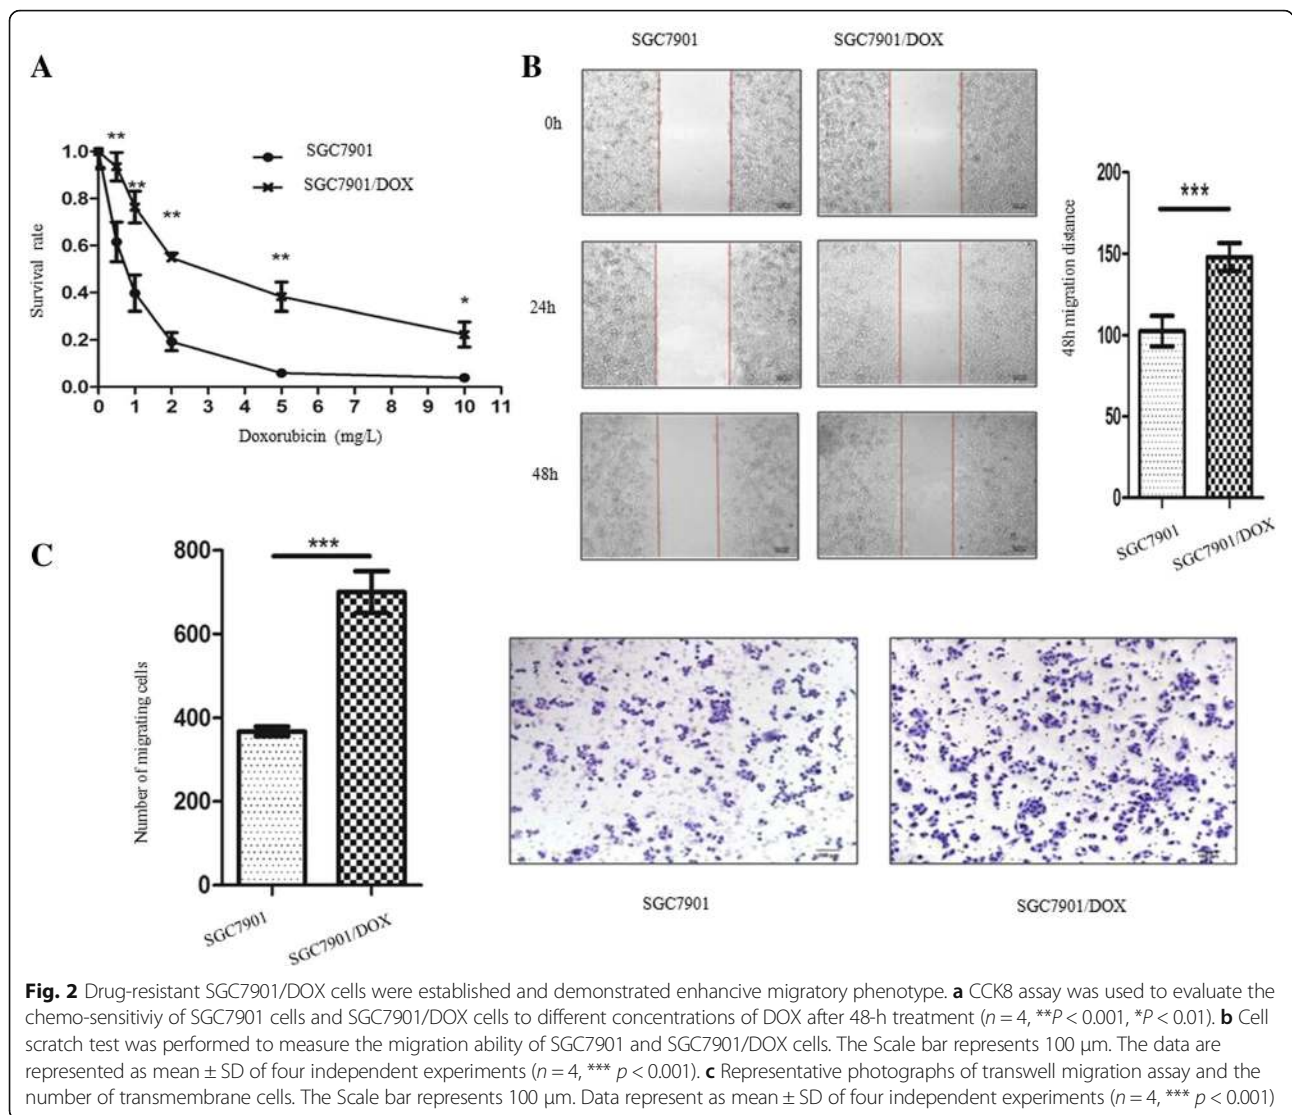 A
1.0
0.8
0.6
0.4
0.2
0.0
Survival rate
**
**
**
**
*
SGC7901
SGC7901/DOX
0 1 2 3 4 5 6 7 8 9 10 11
Doxorubicin (mg/L)
B
SGC7901 SGC7901/DOX
0h
24h
48h
200
150
100
50
0
48h migration distance
***
SGC7901
SGC7901/DOX
C
800
600
400
200
0
Number of migrating cells
***
SGC7901
SGC7901/DOX
SGC7901
SGC7901/DOX
Fig. 2 Drug-resistant SGC7901/DOX cells were established and demonstrated enhancive migratory phenotype. a CCK8 assay was used to evaluate the
chemo-sensitiviy of SGC7901 cells and SGC7901/DOX cells to different concentrations of DOX after 48-h treatment (n = 4, **P < 0.001, *P < 0.01). b Cell
scratch test was performed to measure the migration ability of SGC7901 and SGC7901/DOX cells. The Scale bar represents 100 μm. The data are
represented as mean ± SD of four independent experiments (n = 4, *** p < 0.001). c Representative photographs of transwell migration assay and the
number of transmembrane cells. The Scale bar represents 100 μm. Data represent as mean ± SD of four independent experiments (n = 4, *** p < 0.001)